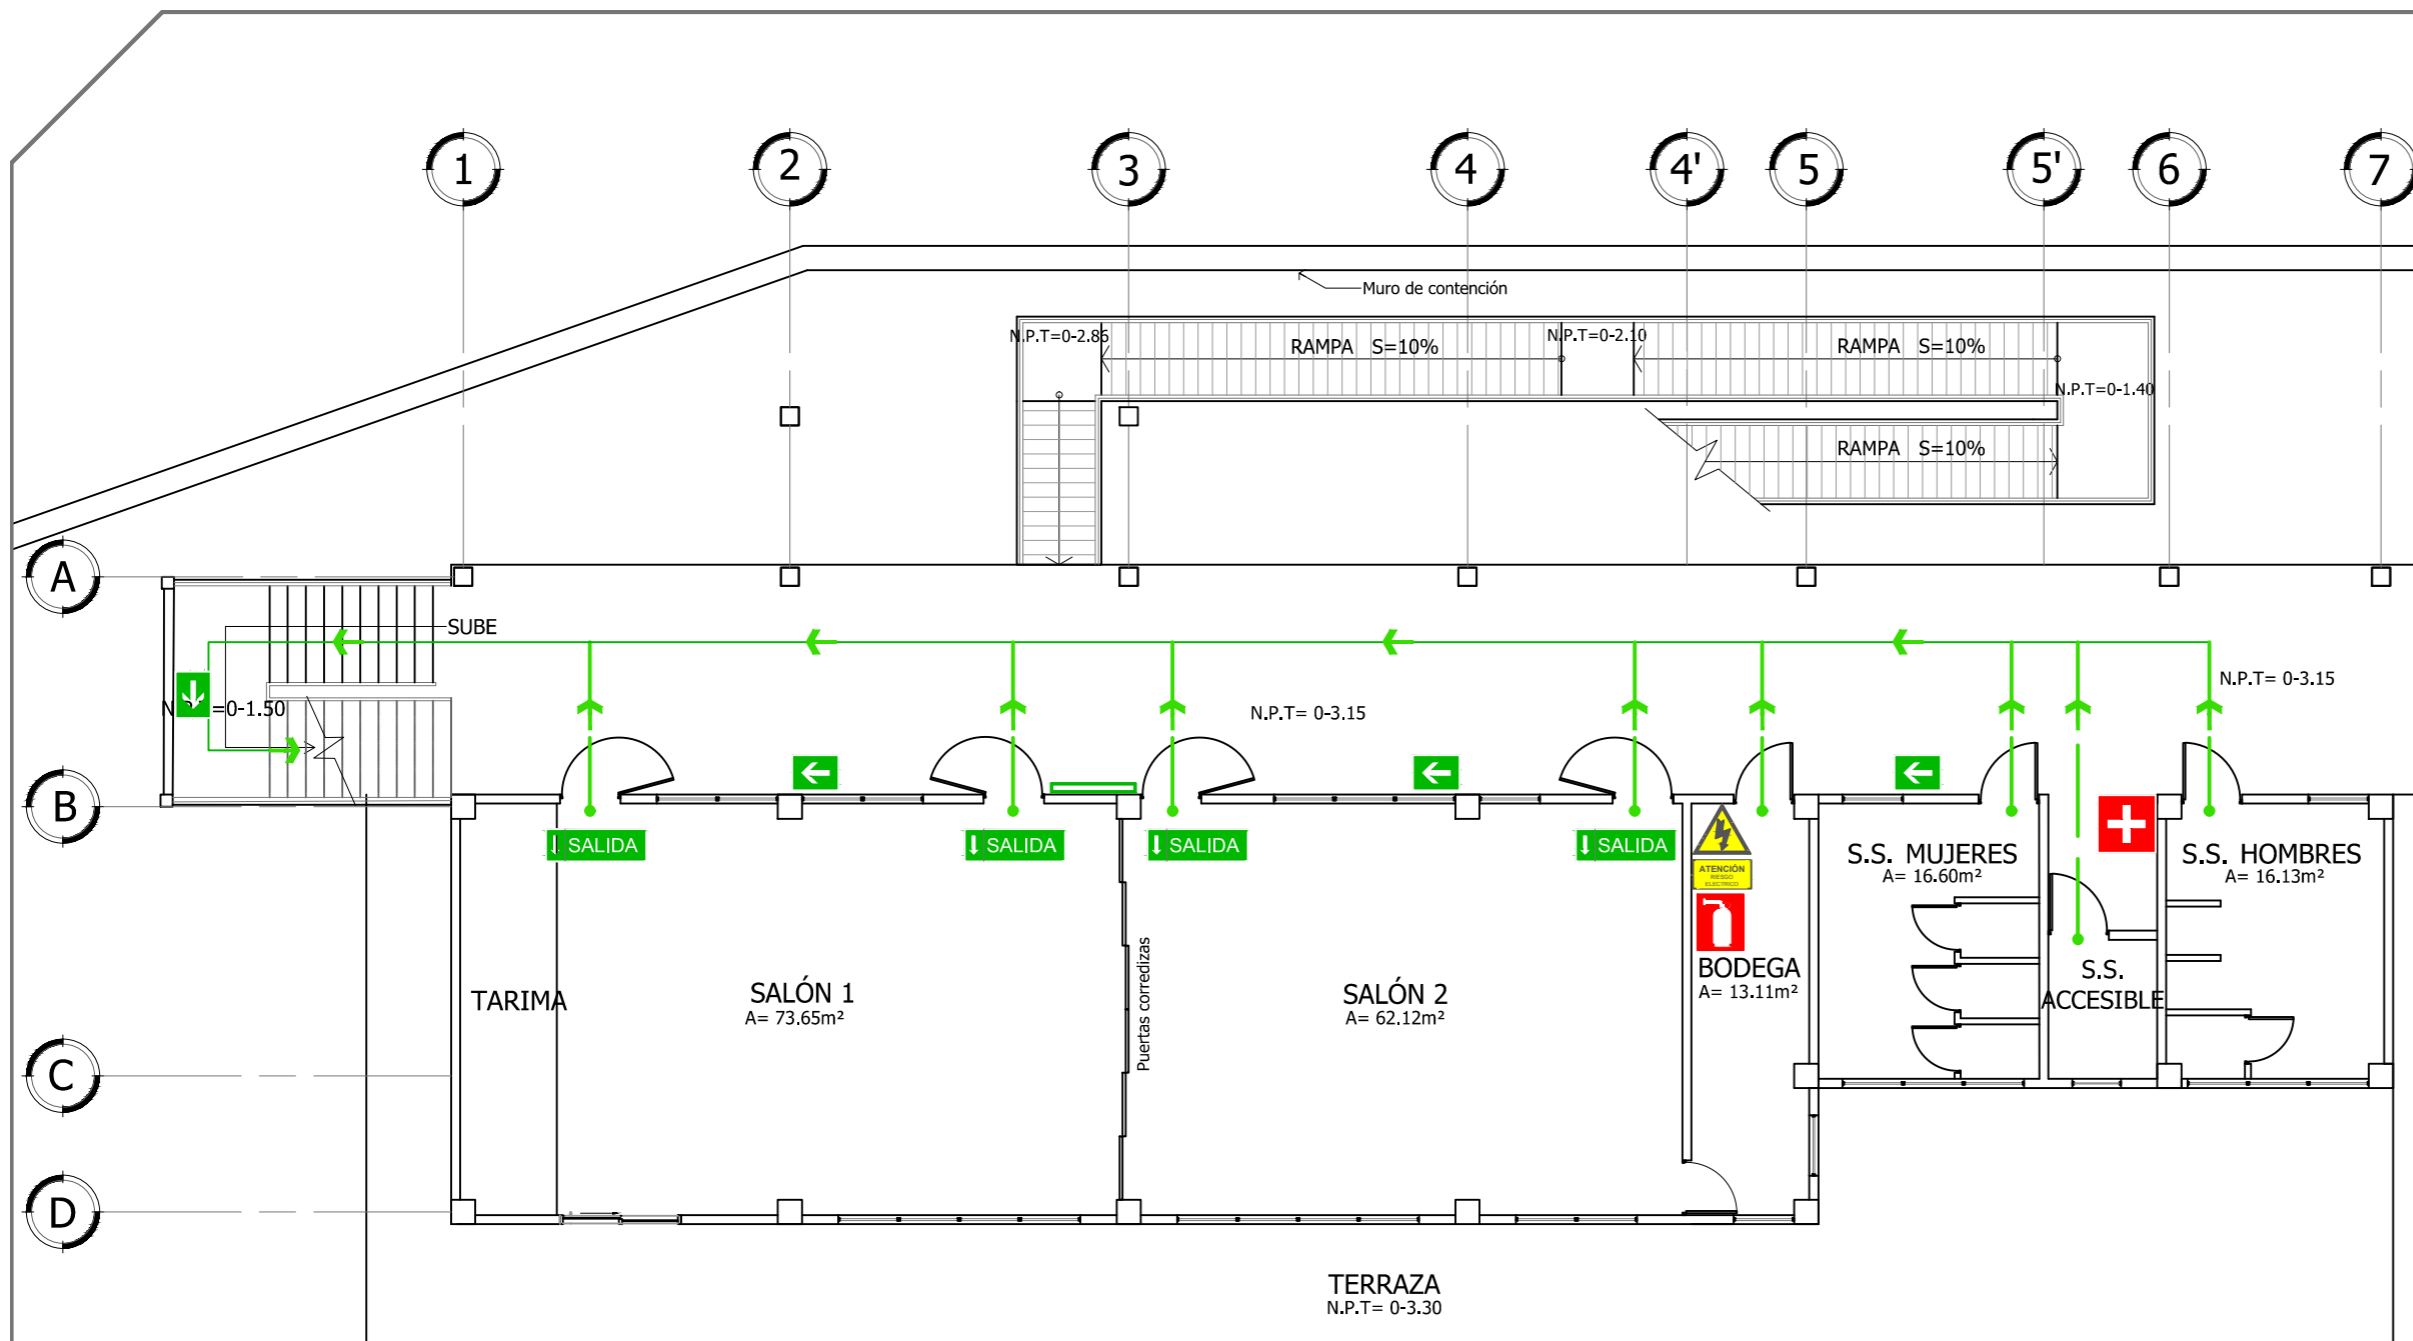 1
2
3
4
4'
5
5'
6
7
Muro de contención
N.P.T=0-2.86
RAMPA S=10%
N.P.T=0-2.10
RAMPA S=10%
N.P.T=0-1.40
RAMPA S=10%
A
SUBE
N.P.T= 0-3.15
=0-1.50
N.P.T= 0-3.15
B
SALIDA
SALIDA
SALIDA
SALIDA
ATENCIÓN
RIESGO
ELECTRICO
S.S. MUJERES
A= 16.60m²
S.S. HOMBRES
A= 16.13m²
Puertas corredizas
BODEGA
A= 13.11m²
S.S.
ACCESIBLE
TARIMA
SALÓN 1
A= 73.65m²
SALÓN 2
A= 62.12m²
C
D
TERRAZA
N.P.T= 0-3.30